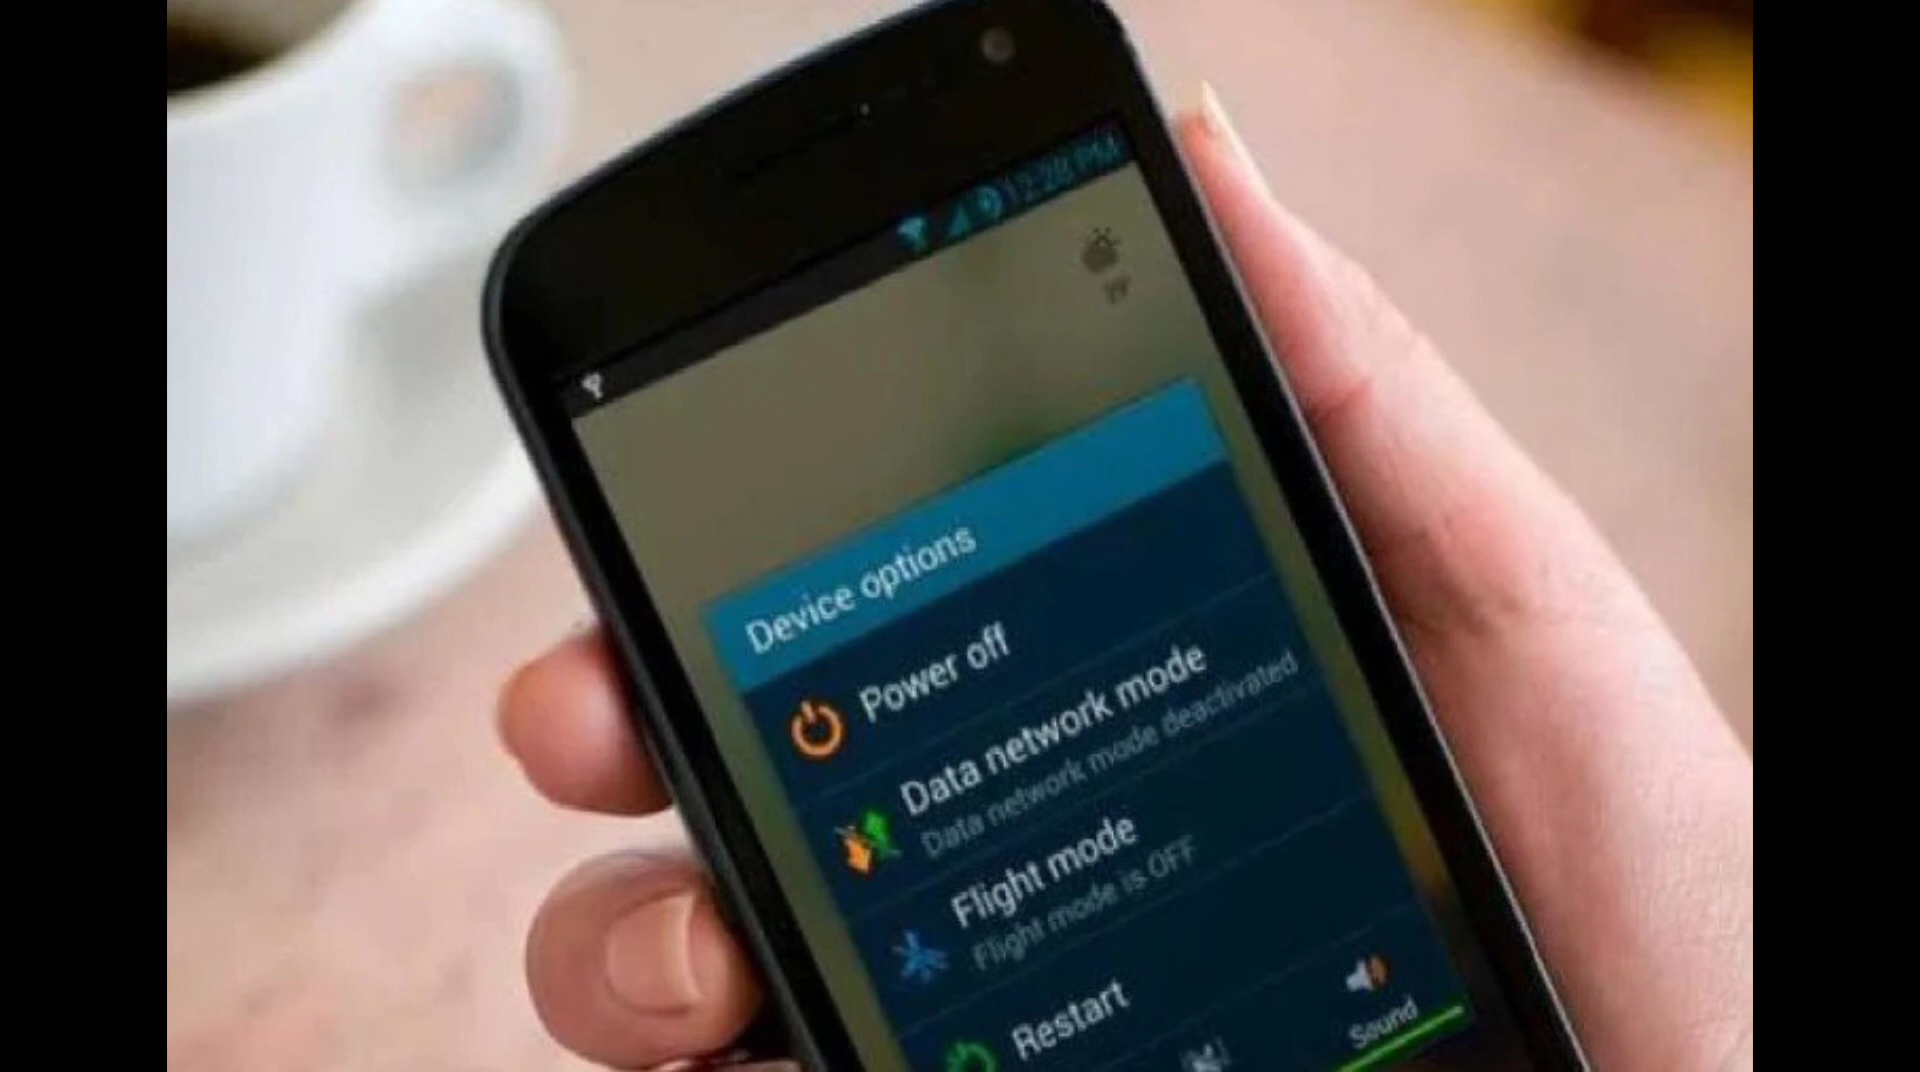 Device options
Power off
Data network mode
Data network mode deactivated
Flight mode
Flight mode is OFF
Restart
Sound